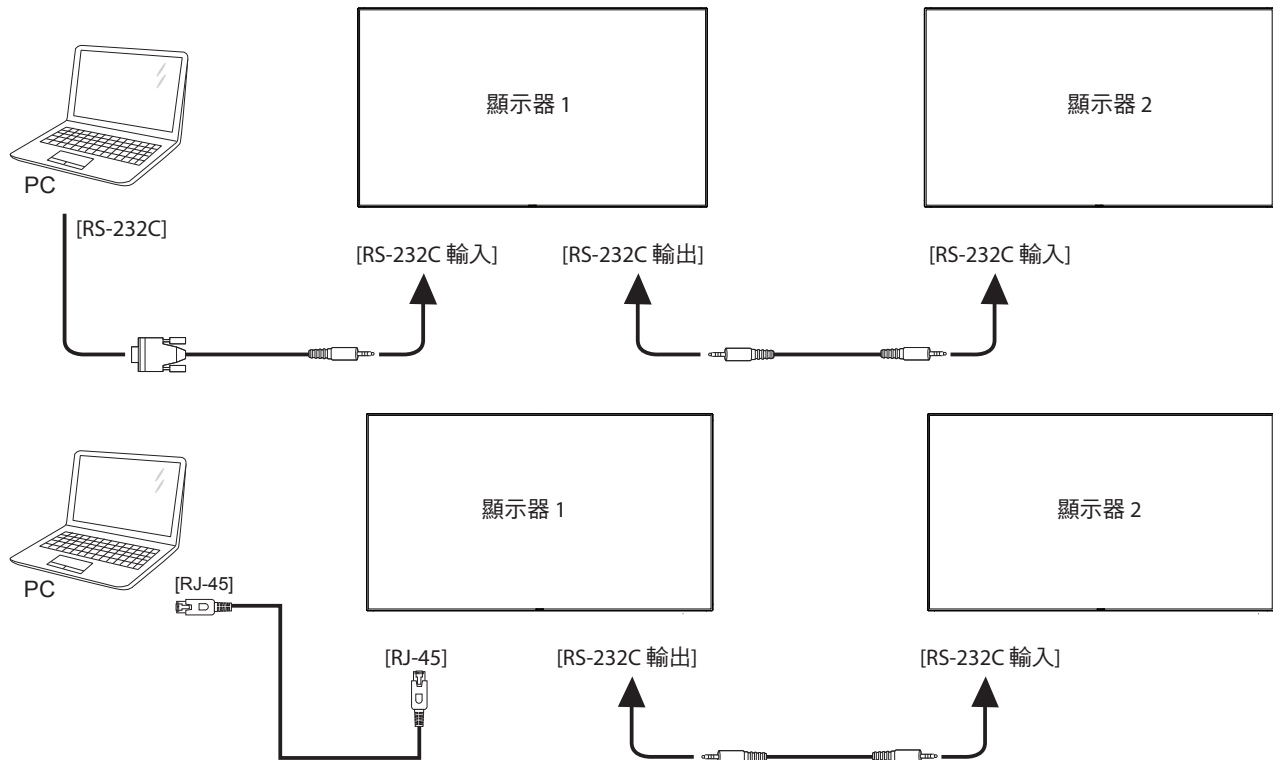 顯示器 1
顯示器 2
PC
[RS-232C]
[RS-232C 輸入]
[RS-232C 輸出]
[RS-232C 輸入]
顯示器 1
顯示器 2
PC
[RJ-45]
[RJ-45]
[RS-232C 輸出]
[RS-232C 輸入]